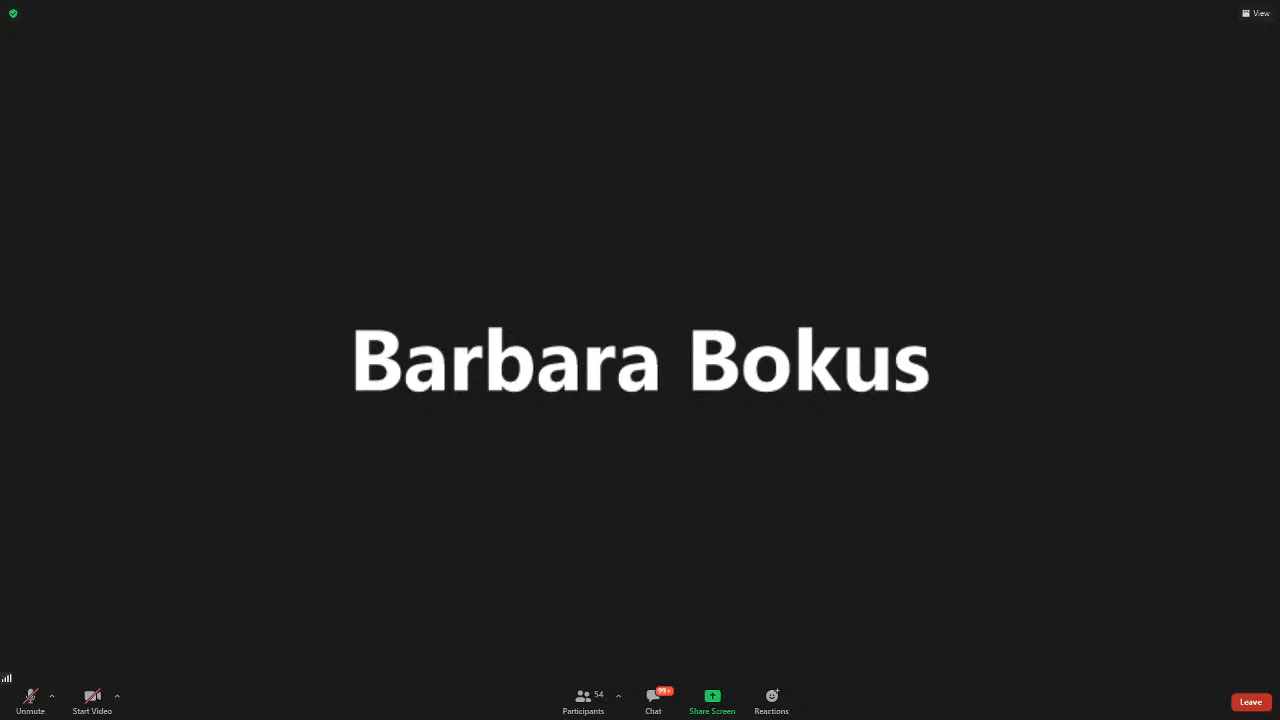 View
Barbara Bokus
Unmute
Start Video
54
Participants
99+
Chat
Share Screen
Reactions
Leave